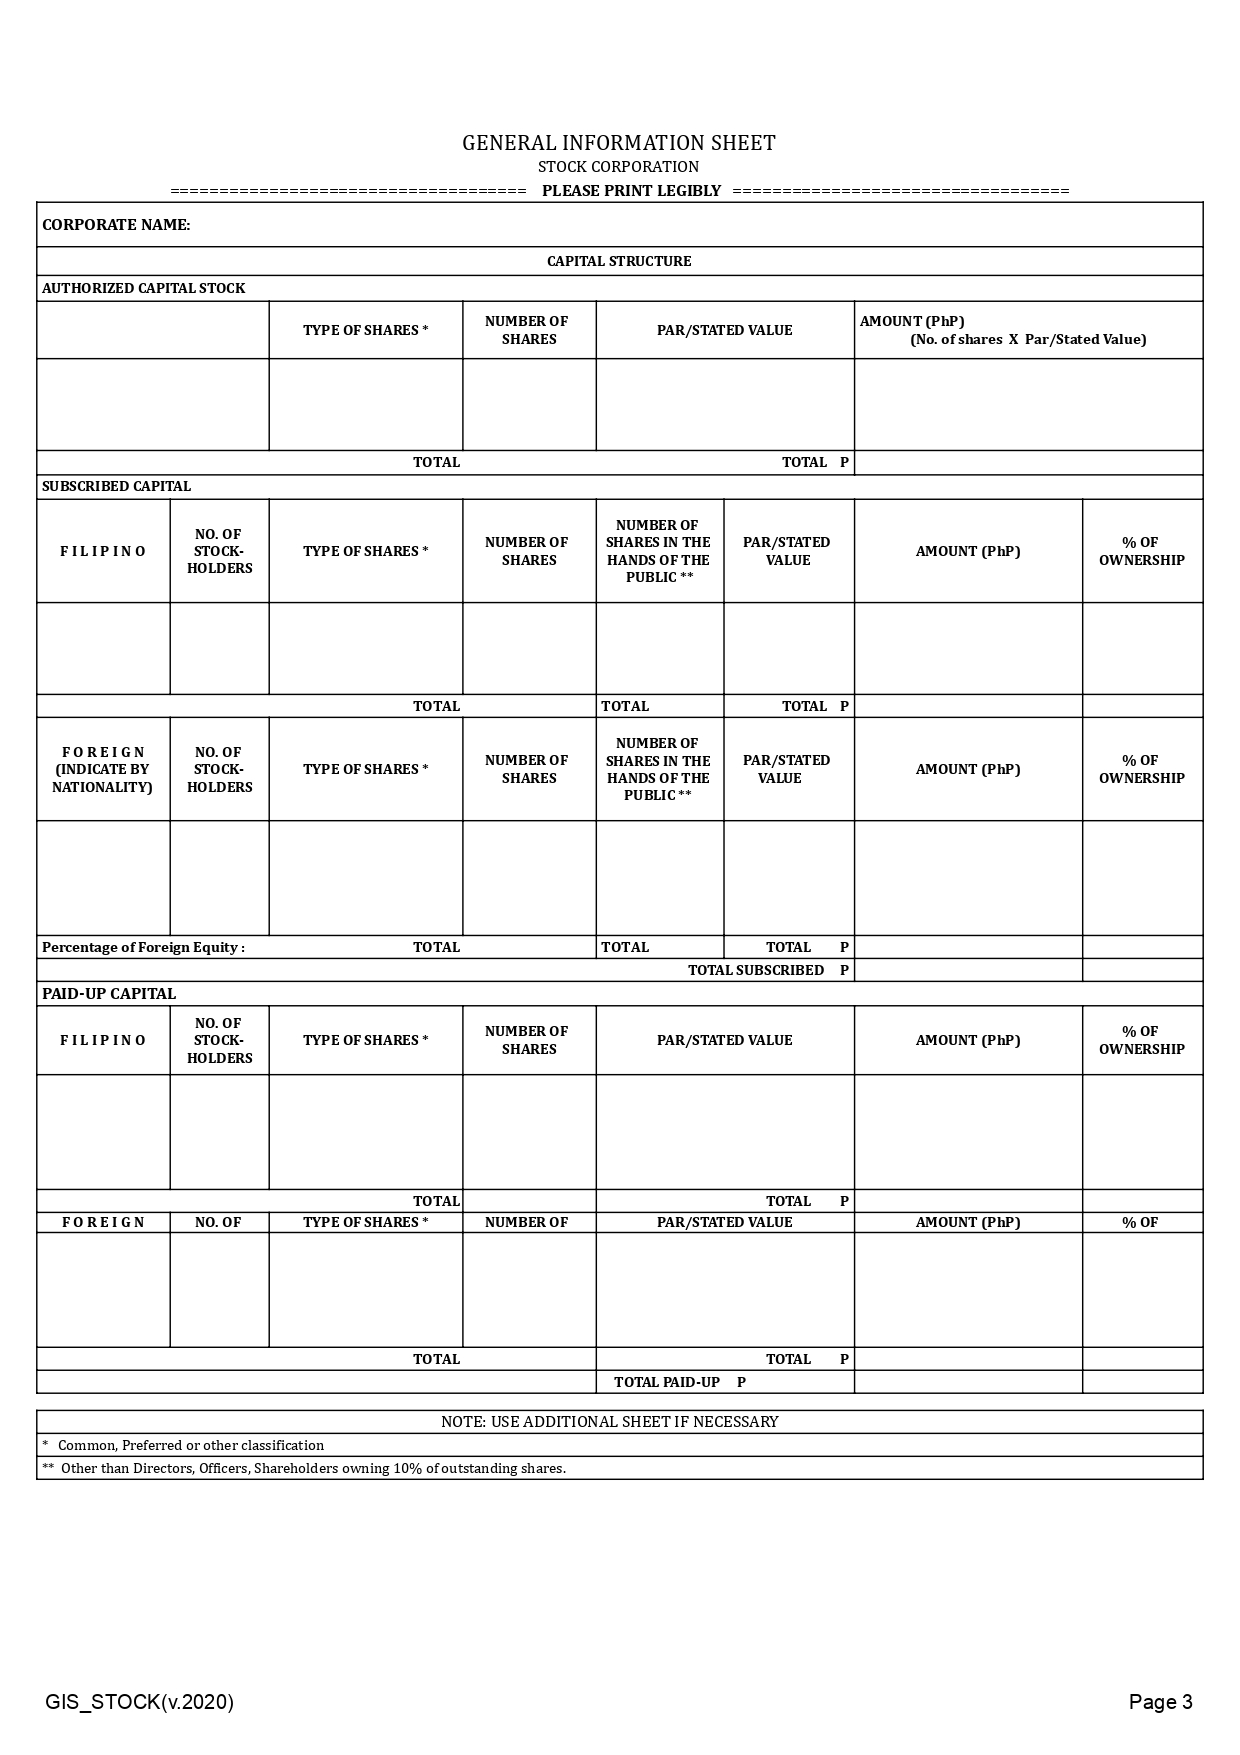 GENERAL INFORMATION SHEET
STOCK CORPORATION
==================================== PLEASE PRINT LEGIBLY ==================================
CORPORATE NAME:
CAPITAL STRUCTURE
AUTHORIZED CAPITAL STOCK
TYPE OF SHARES *
NUMBER OF
SHARES
PAR/STATED VALUE
AMOUNT (PhP)
(No. of shares X Par/Stated Value)
TOTAL TOTAL P
SUBSCRIBED CAPITAL
F I L I P I N O
NO. OF
STOCK-
HOLDERS
TYPE OF SHARES *
NUMBER OF
SHARES
NUMBER OF
SHARES IN THE
HANDS OF THE
PUBLIC **
PAR/STATED
VALUE
AMOUNT (PhP)
% OF
OWNERSHIP
TOTAL TOTAL TOTAL P
F O R E I G N
(INDICATE BY
NATIONALITY)
NO. OF
STOCK-
HOLDERS
TYPE OF SHARES *
NUMBER OF
SHARES
NUMBER OF
SHARES IN THE
HANDS OF THE
PUBLIC **
PAR/STATED
VALUE
AMOUNT (PhP)
% OF
OWNERSHIP
Percentage of Foreign Equity : TOTAL TOTAL TOTAL P
TOTAL SUBSCRIBED P
PAID-UP CAPITAL
F I L I P I N O
NO. OF
STOCK-
HOLDERS
TYPE OF SHARES *
NUMBER OF
SHARES
PAR/STATED VALUE
AMOUNT (PhP)
% OF
OWNERSHIP
TOTAL TOTAL P
F O R E I G N NO. OF TYPE OF SHARES * NUMBER OF PAR/STATED VALUE AMOUNT (PhP) % OF
TOTAL TOTAL P
TOTAL PAID-UP P
NOTE: USE ADDITIONAL SHEET IF NECESSARY
* Common, Preferred or other classification
** Other than Directors, Officers, Shareholders owning 10% of outstanding shares.
GIS_STOCK(v.2020) Page 3